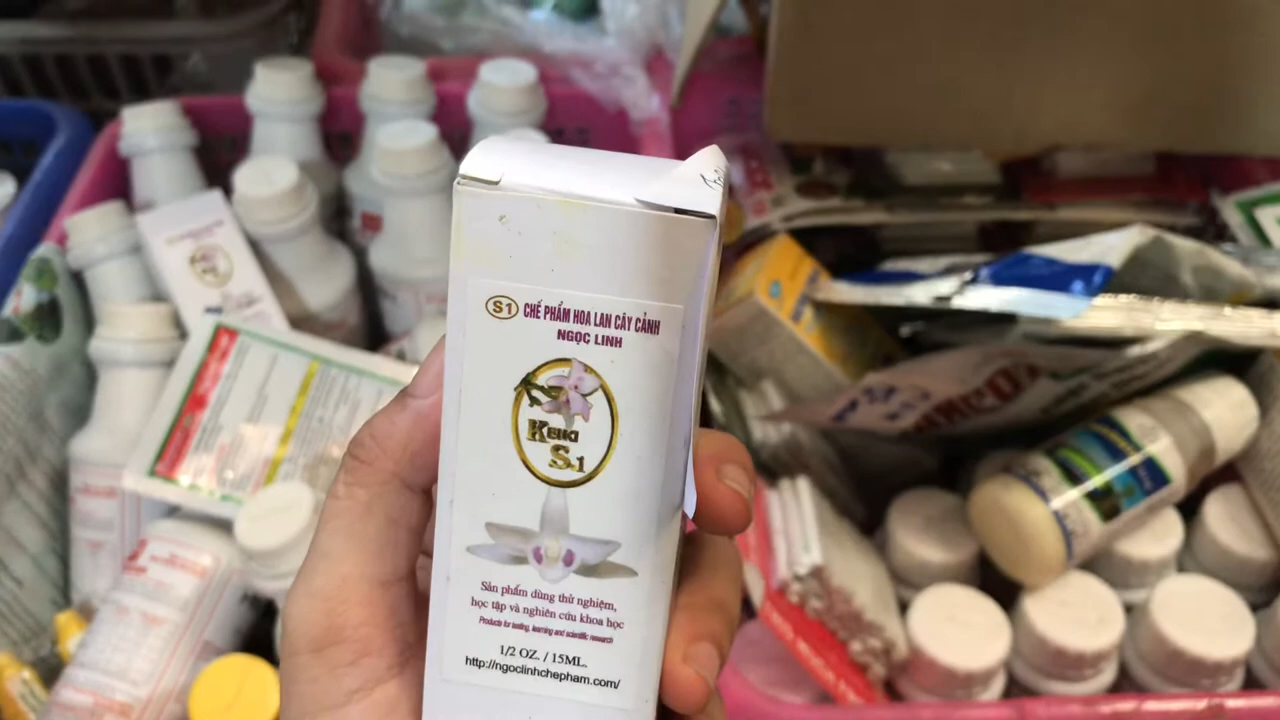 S1 CHẾ PHẨM HOA LAN CÂY CẢNH
NGỌC LINH
KEIKI
S.1
Sản phẩm dùng thử nghiệm,
học tập và nghiên cứu khoa học
Products for testing, learning and scientific research
1/2 OZ. / 15ML.
http://ngoclinhchepham.com/